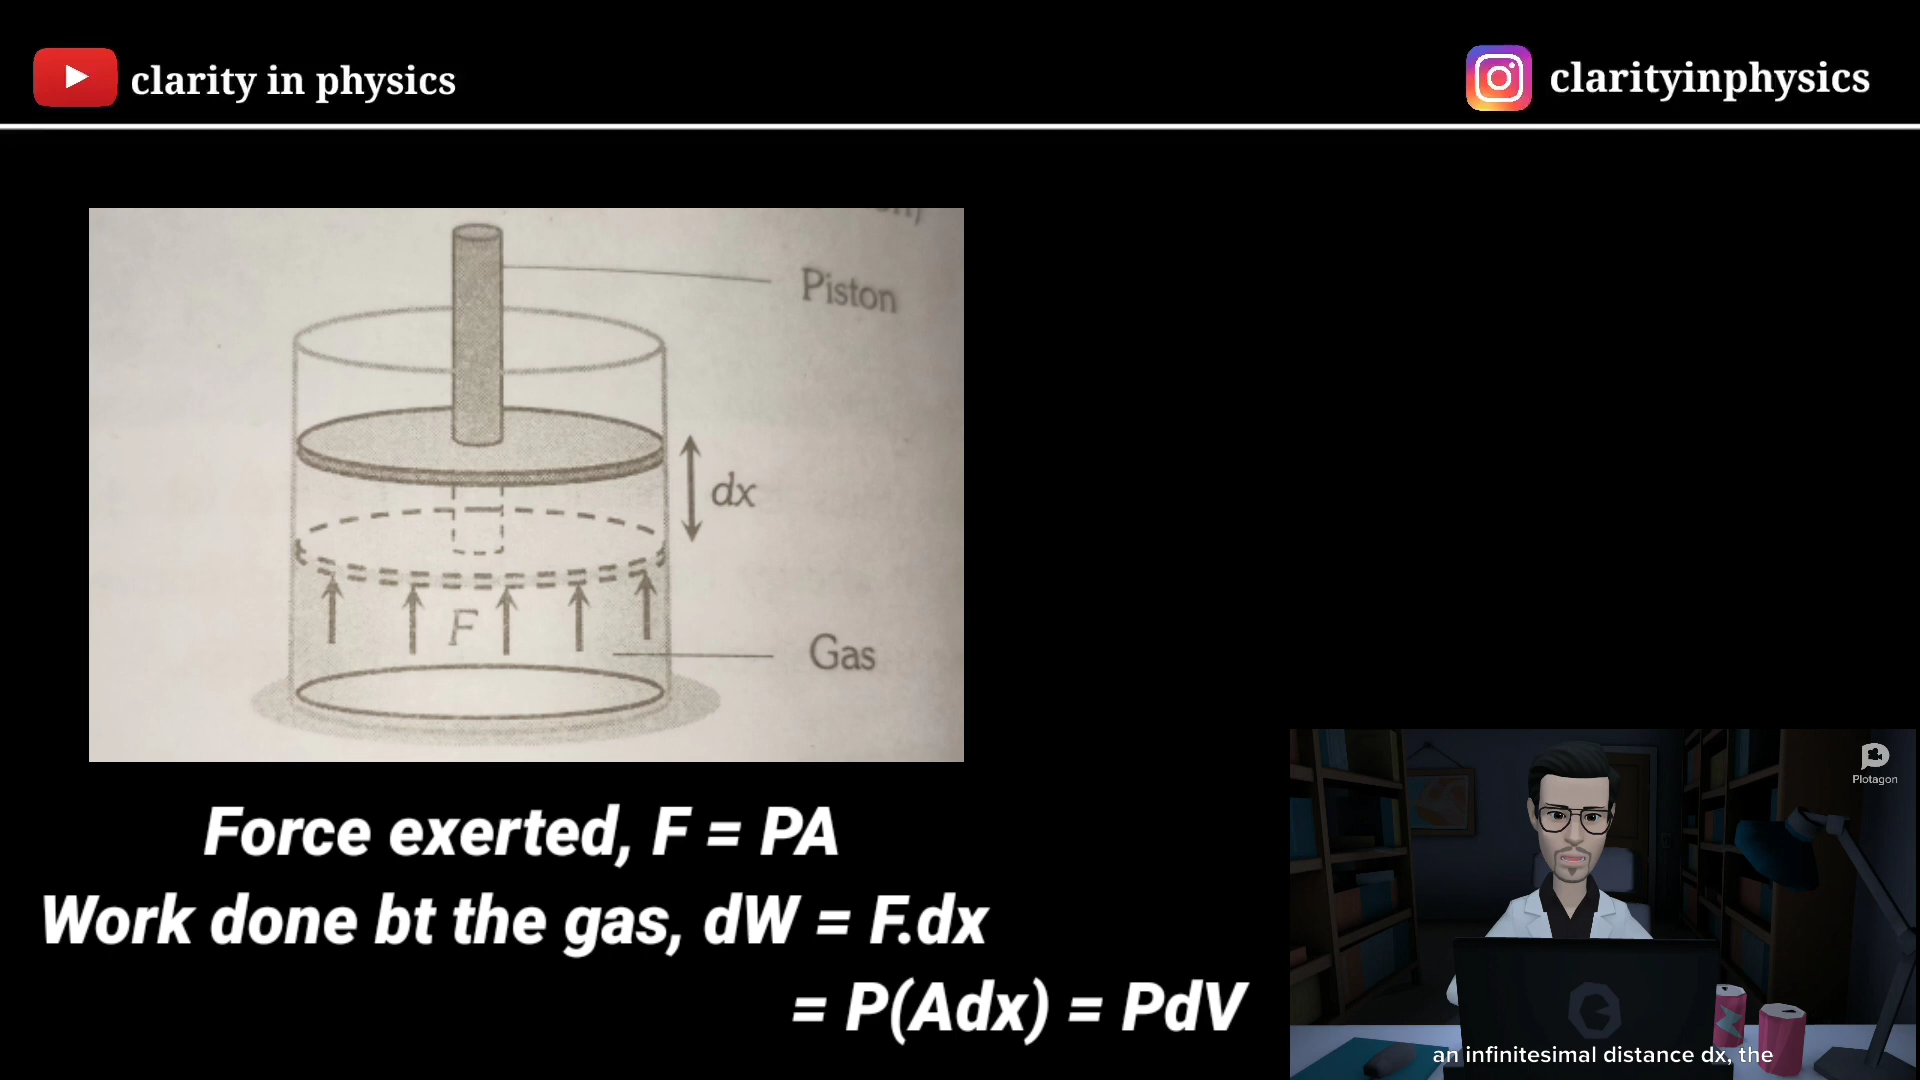 clarity in physics
clarityinphysics
Piston
dx
F
Gas
Force exerted, F = PA
Work done bt the gas, dW = F.dx
= P(Adx) = PdV
Plotagon
an infinitesimal distance dx, the